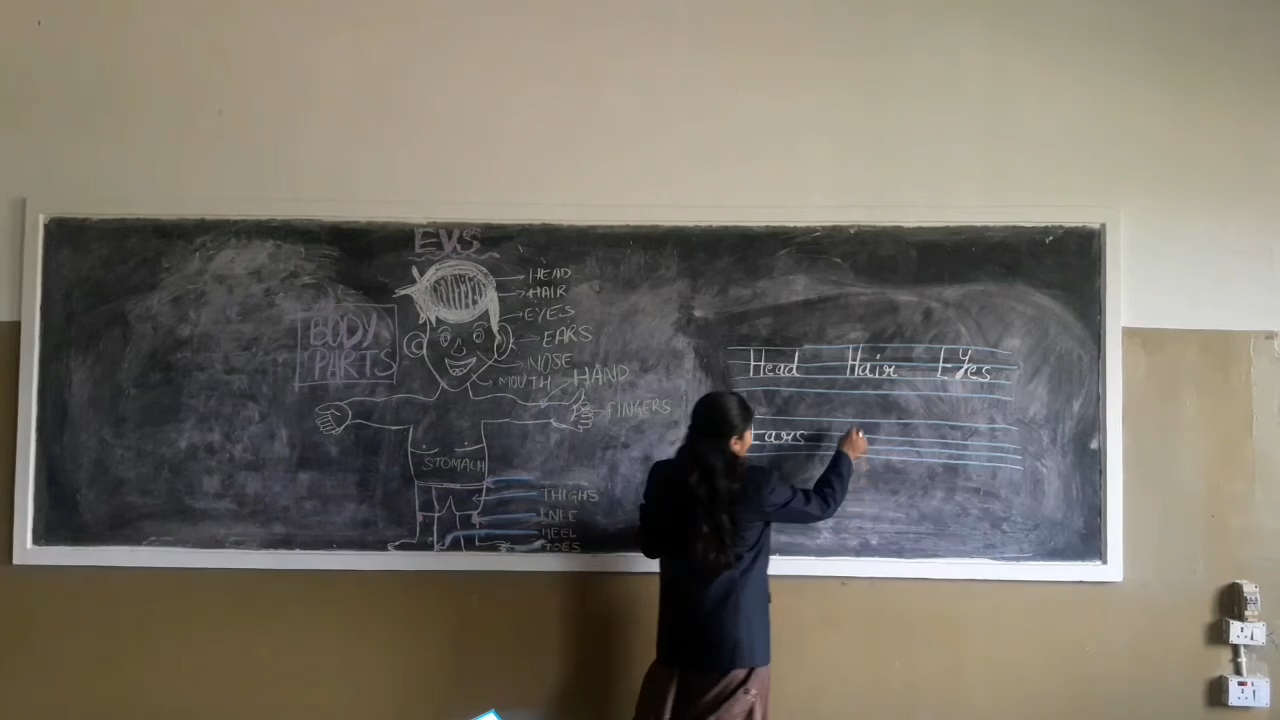 EVS
BODY
PARTS
HEAD
HAIR
EYES
EARS
NOSE
MOUTH
HAND
FINGERS
STOMACH
THIGHS
KNEE
HEEL
TOES
Head Hair Eyes
Ears